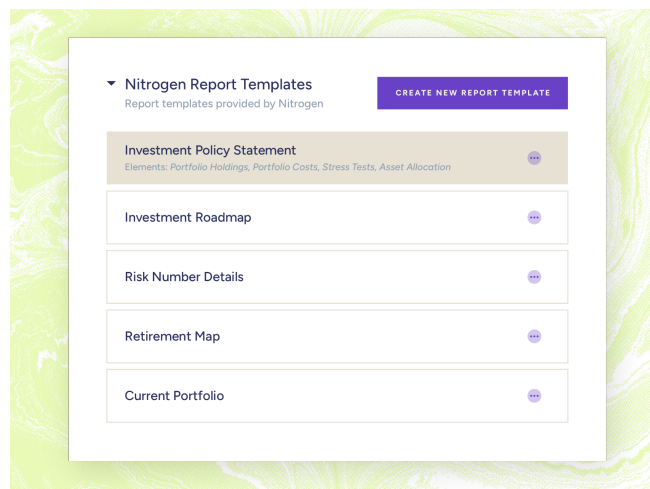 Nitrogen Report Templates
Report templates provided by Nitrogen
CREATE NEW REPORT TEMPLATE
Investment Policy Statement
Elements: Portfolio Holdings, Portfolio Costs, Stress Tests, Asset Allocation
Investment Roadmap
Risk Number Details
Retirement Map
Current Portfolio